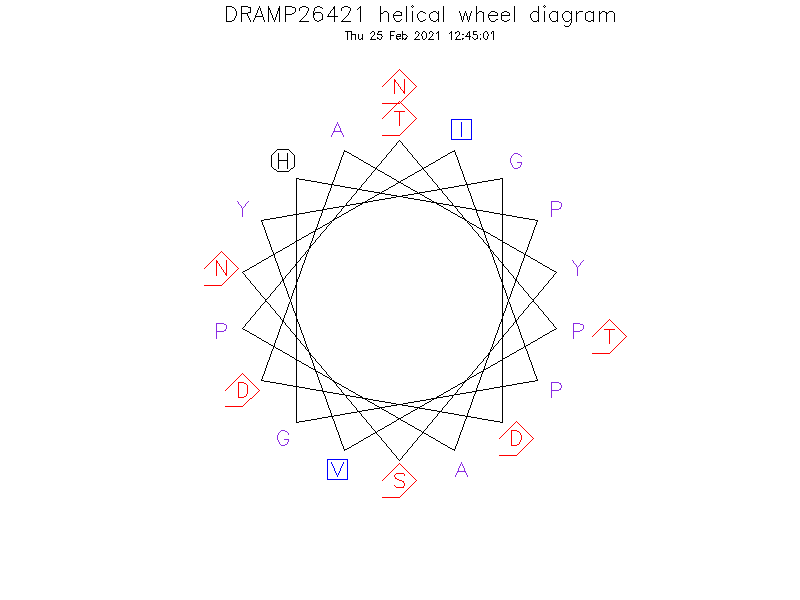 DRAMP26421 helical wheel diagram
Thu 25 Feb 2021 12:45:01
N
T
A I
H G
Y P
N Y
P P T
D P
G D
V A
S